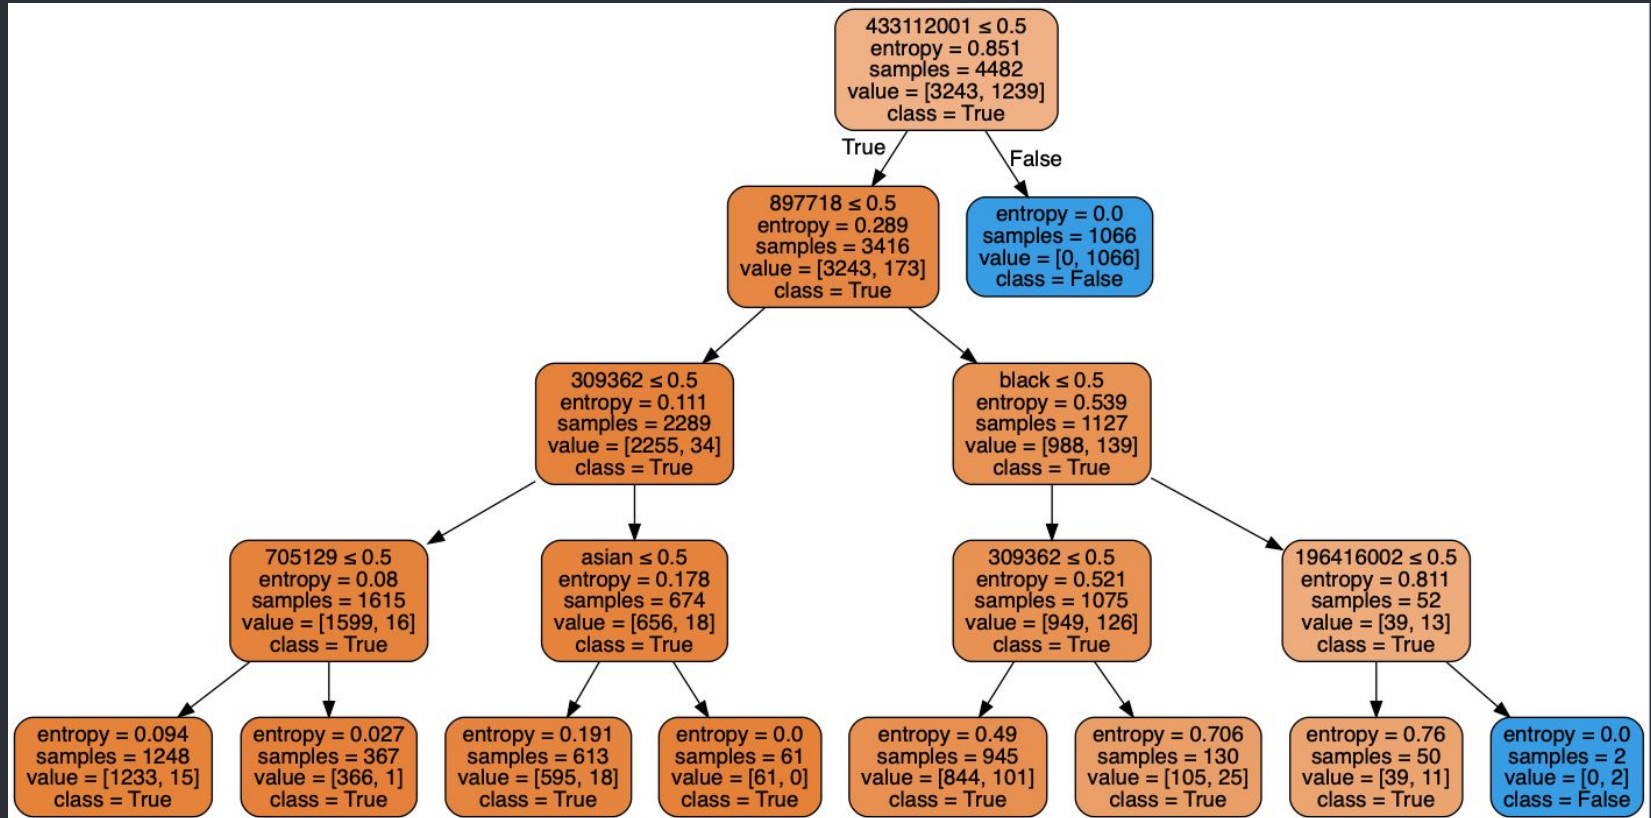 433112001 ≤ 0.5
entropy = 0.851
samples = 4482
value = [3243, 1239]
class = True
True
False
897718 ≤ 0.5
entropy = 0.289
samples = 3416
value = [3243, 173]
class = True
entropy = 0.0
samples = 1066
value = [0, 1066]
class = False
309362 ≤ 0.5
entropy = 0.111
samples = 2289
value = [2255, 34]
class = True
black ≤ 0.5
entropy = 0.539
samples = 1127
value = [988, 139]
class = True
705129 ≤ 0.5
entropy = 0.08
samples = 1615
value = [1599, 16]
class = True
asian ≤ 0.5
entropy = 0.178
samples = 674
value = [656, 18]
class = True
309362 ≤ 0.5
entropy = 0.521
samples = 1075
value = [949, 126]
class = True
196416002 ≤ 0.5
entropy = 0.811
samples = 52
value = [39, 13]
class = True
entropy = 0.094
samples = 1248
value = [1233, 15]
class = True
entropy = 0.027
samples = 367
value = [366, 1]
class = True
entropy = 0.191
samples = 613
value = [595, 18]
class = True
entropy = 0.0
samples = 61
value = [61, 0]
class = True
entropy = 0.49
samples = 945
value = [844, 101]
class = True
entropy = 0.706
samples = 130
value = [105, 25]
class = True
entropy = 0.76
samples = 50
value = [39, 11]
class = True
entropy = 0.0
samples = 2
value = [0, 2]
class = False